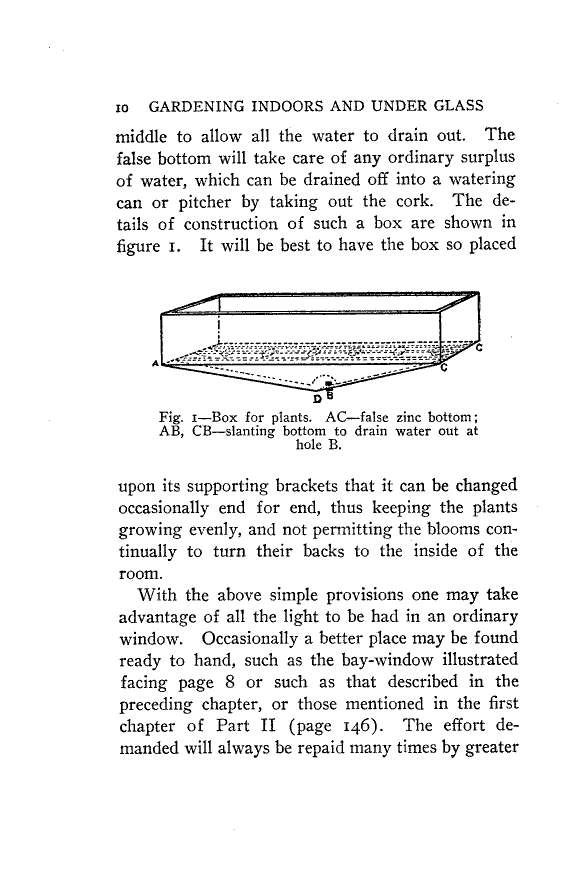 10 GARDENING INDOORS AND UNDER GLASS
middle to allow all the water to drain out. The
false bottom will take care of any ordinary surplus
of water, which can be drained off into a watering
can or pitcher by taking out the cork. The de-
tails of construction of such a box are shown in
figure 1. It will be best to have the box so placed
A
C
C
D B
Fig. 1—Box for plants. AC—false zinc bottom;
AB, CB—slanting bottom to drain water out at
hole B.
upon its supporting brackets that it can be changed
occasionally end for end, thus keeping the plants
growing evenly, and not permitting the blooms con-
tinually to turn their backs to the inside of the
room.
With the above simple provisions one may take
advantage of all the light to be had in an ordinary
window. Occasionally a better place may be found
ready to hand, such as the bay-window illustrated
facing page 8 or such as that described in the
preceding chapter, or those mentioned in the first
chapter of Part II (page 146). The effort de-
manded will always be repaid many times by greater